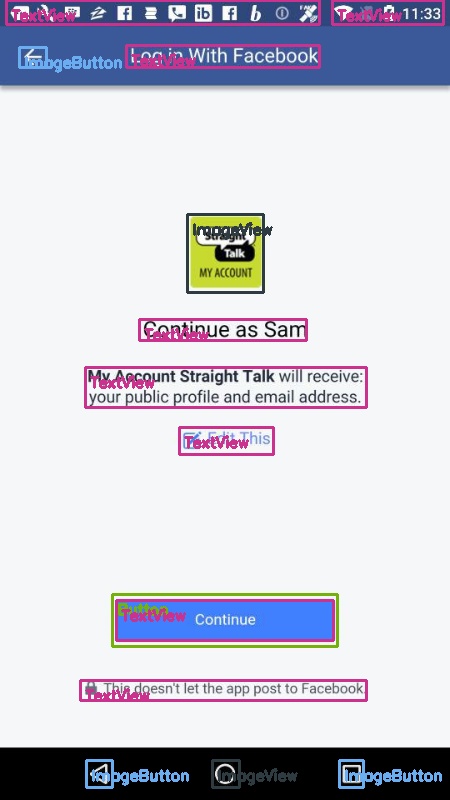 TextView TextView 11:33
ImageButton TextView
Log in With Facebook
ImageView
Straight
Talk
MY ACCOUNT
Continue as Sam
TextView
My Account Straight Talk will receive:
TextView
your public profile and email address.
Edit This
TextView
Button
TextView
Continue
This doesn't let the app post to Facebook.
TextView
ImageButton ImageView ImageButton